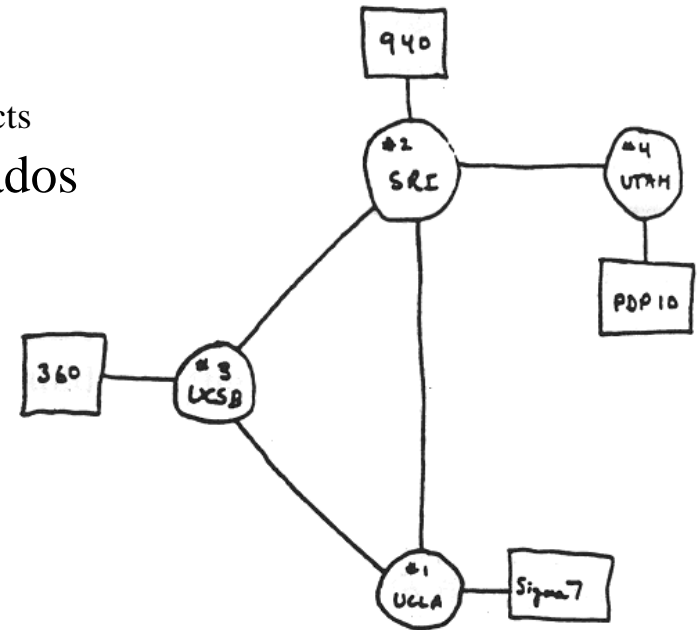 940
cts
ados
#2
SRI
#4
UTAH
PDP 10
360
#3
UCSB
#1
UCLA
Sigma 7